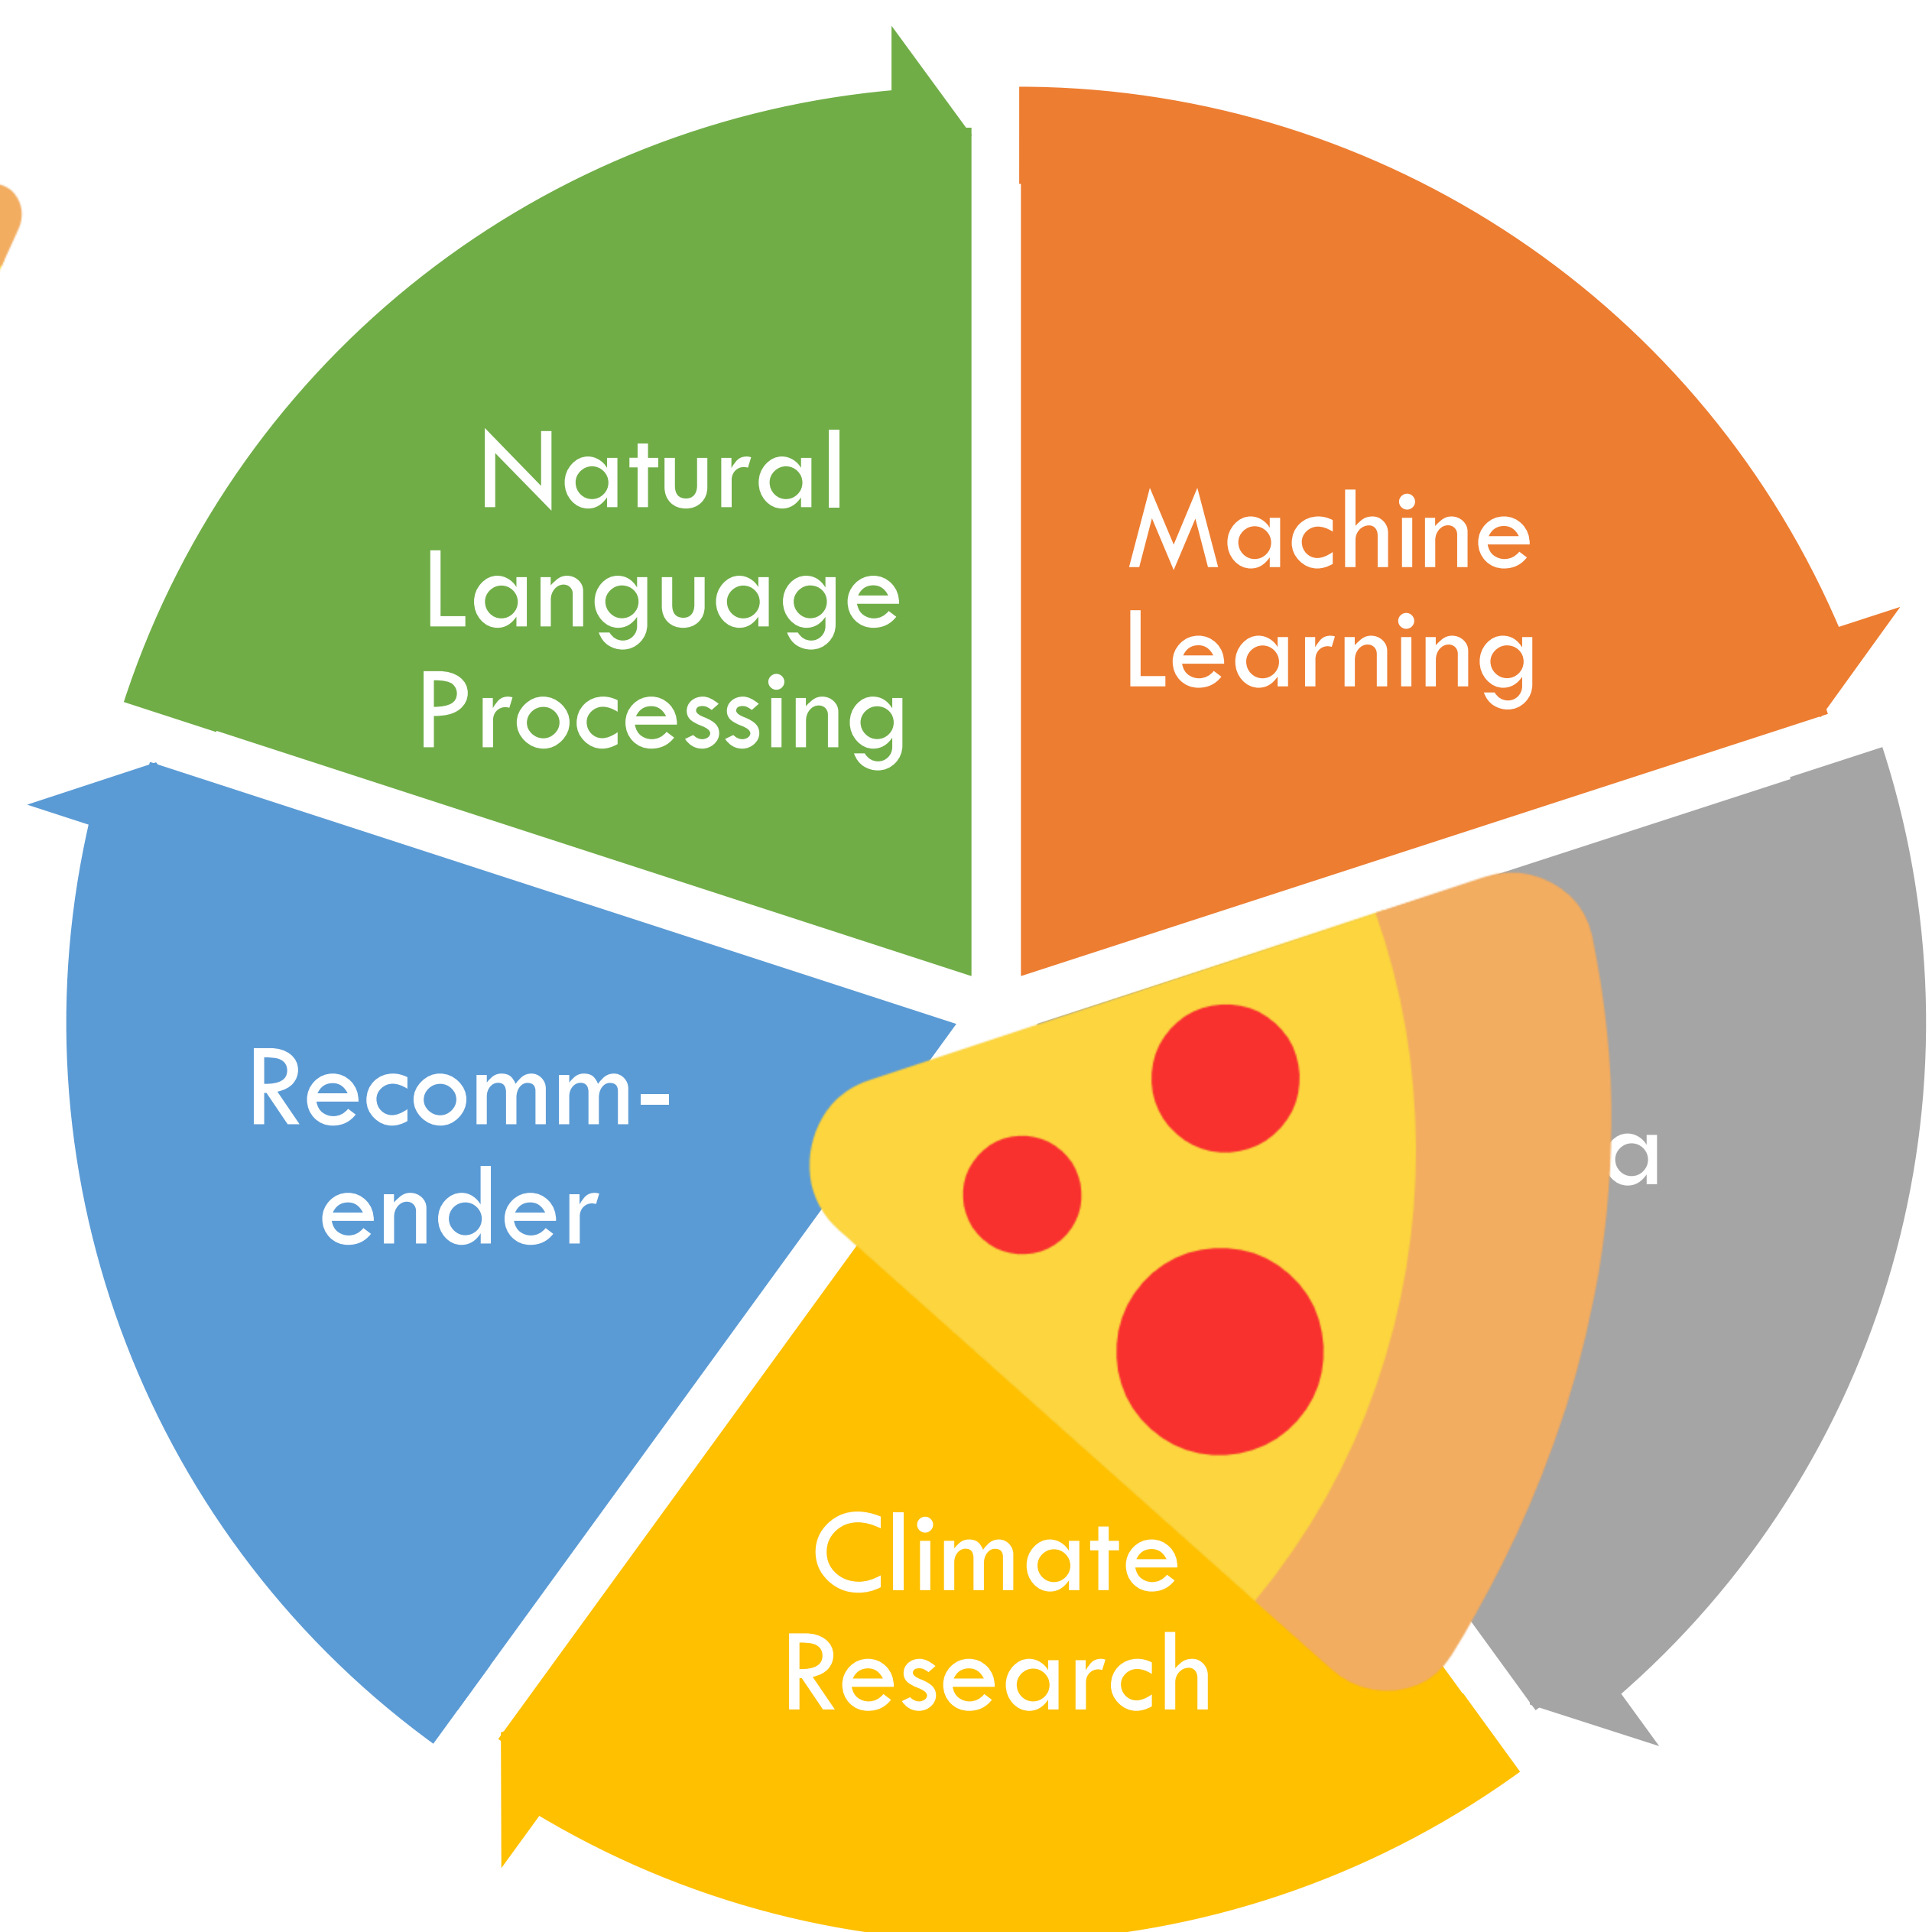 Natural
Language
Processing
Machine
Learning
Recomm-
ender
Climate
Research